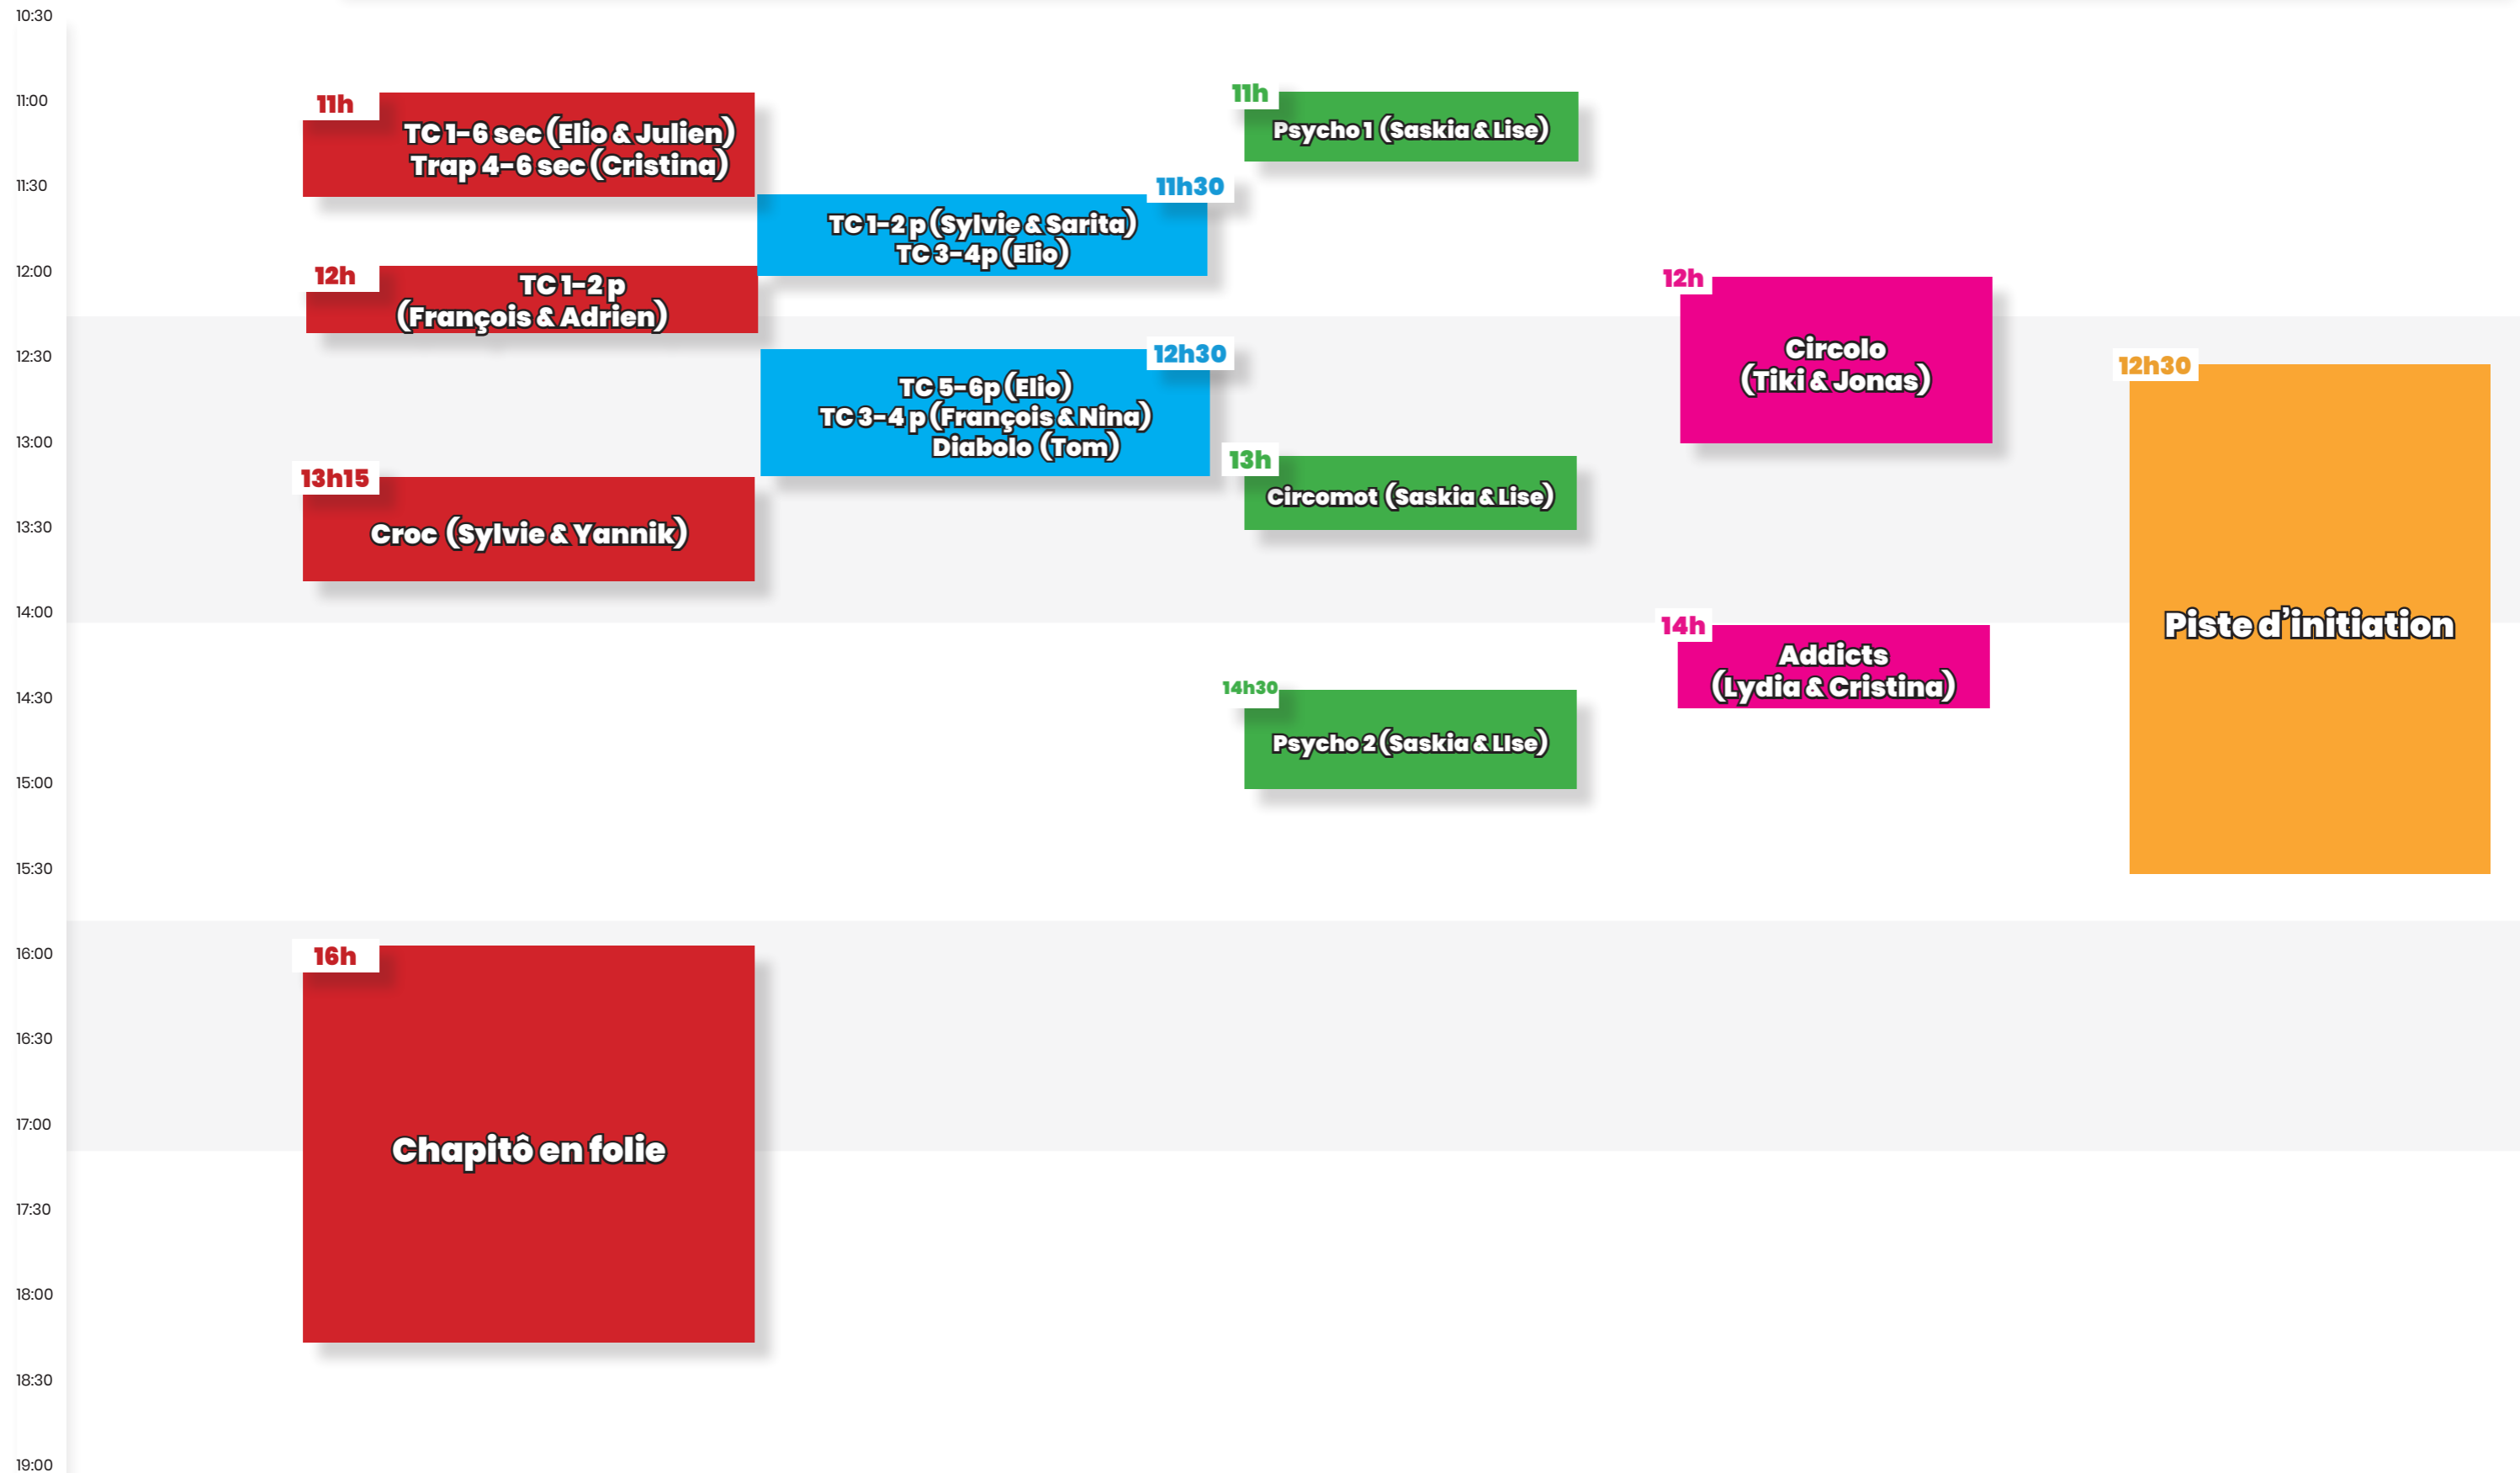 10:30
11:00
11:30
12:00
12:30
13:00
13:30
14:00
14:30
15:00
15:30
16:00
16:30
17:00
17:30
18:00
18:30
19:00
11h
TC 1-6 sec (Elio & Julien)
Trap 4-6 sec (Cristina)
12h
TC 1-2 p
(François & Adrien)
13h15
Croc (Sylvie & Yannik)
16h
Chapitô en folie
11h30
TC 1-2 p (Sylvie & Sarita)
TC 3-4p (Elio)
12h30
TC 5-6p (Elio)
TC 3-4 p (François & Nina)
Diabolo (Tom)
11h
Psycho 1 (Saskia & Lise)
13h
Circomot (Saskia & Lise)
14h30
Psycho 2 (Saskia & LIse)
12h
Circolo
(Tiki & Jonas)
14h
Addicts
(Lydia & Cristina)
12h30
Piste d'initiation